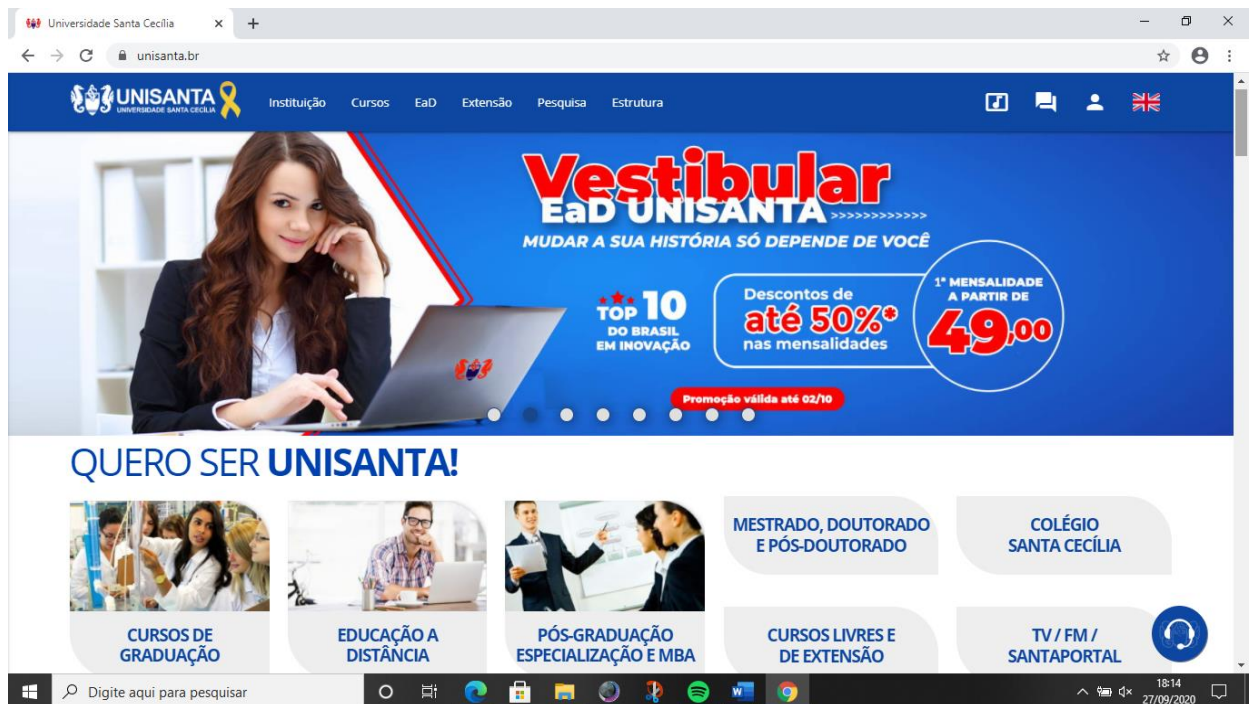 Universidade Santa Cecília
unisanta.br
UNISANTA
UNIVERSIDADE SANTA CECÍLIA
Instituição Cursos EaD Extensão Pesquisa Estrutura
Vestibular
EaD UNISANTA >>>>>>>>>>>>
MUDAR A SUA HISTÓRIA SÓ DEPENDE DE VOCÊ
TOP 10
DO BRASIL
EM INOVAÇÃO
Descontos de
até 50%*
nas mensalidades
1ª MENSALIDADE
A PARTIR DE
49,00
Promoção válida até 02/10
QUERO SER UNISANTA!
CURSOS DE
GRADUAÇÃO
EDUCAÇÃO A
DISTÂNCIA
PÓS-GRADUAÇÃO
ESPECIALIZAÇÃO E MBA
MESTRADO, DOUTORADO
E PÓS-DOUTORADO
COLÉGIO
SANTA CECÍLIA
CURSOS LIVRES E
DE EXTENSÃO
TV / FM /
SANTAPORTAL
Digite aqui para pesquisar
18:14
27/09/2020